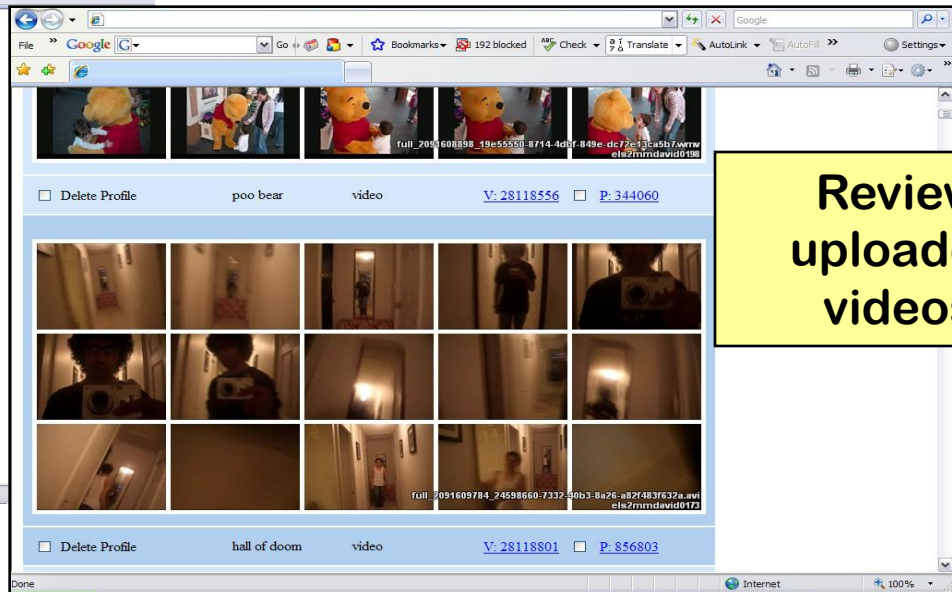 Google
File » Google G Go Bookmarks 192 blocked Check Translate AutoLink AutoFill » Settings
full_2091608898_19e55550-8714-4dbf-849e-dc72e13ca5b7.wmv
els2mmdavid0198
Delete Profile poo bear video V: 28118556 P: 344060
full_2091609784_24598660-7332-40b3-8a26-a82f483f632a.avi
els2mmdavid0173
Delete Profile hall of doom video V: 28118801 P: 856803
Done Internet 100%
Review
upload
video